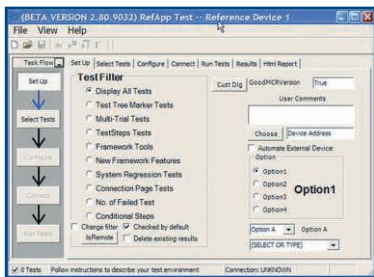 (BETA VERSION 2.80.9032) RefApp Test -- Reference Device 1
File View Help
Task Flow
Set Up Select Tests Configure Connect Run Tests Results Html Report
Set Up
Select Tests
Configure
Connect
Run Tests
Test Filter
Display All Tests
Test Tree Marker Tests
Multi-Trial Tests
TestSteps Tests
Framework Tools
New Framework Features
System Regression Tests
Connection Page Tests
No. of Failed Test
Conditional Steps
Change filter Checked by default
IsRemote Delete existing results
Cust Dlg GoodMCRVersion True
User Comments
Choose Device Address
Automate External Device:
Option
Option1
Option2
Option3
Option4
Option1
Option A Option A
(SELECT OR TYPE)
0 Tests Follow instructions to describe your test environment Connection: UNKNOWN